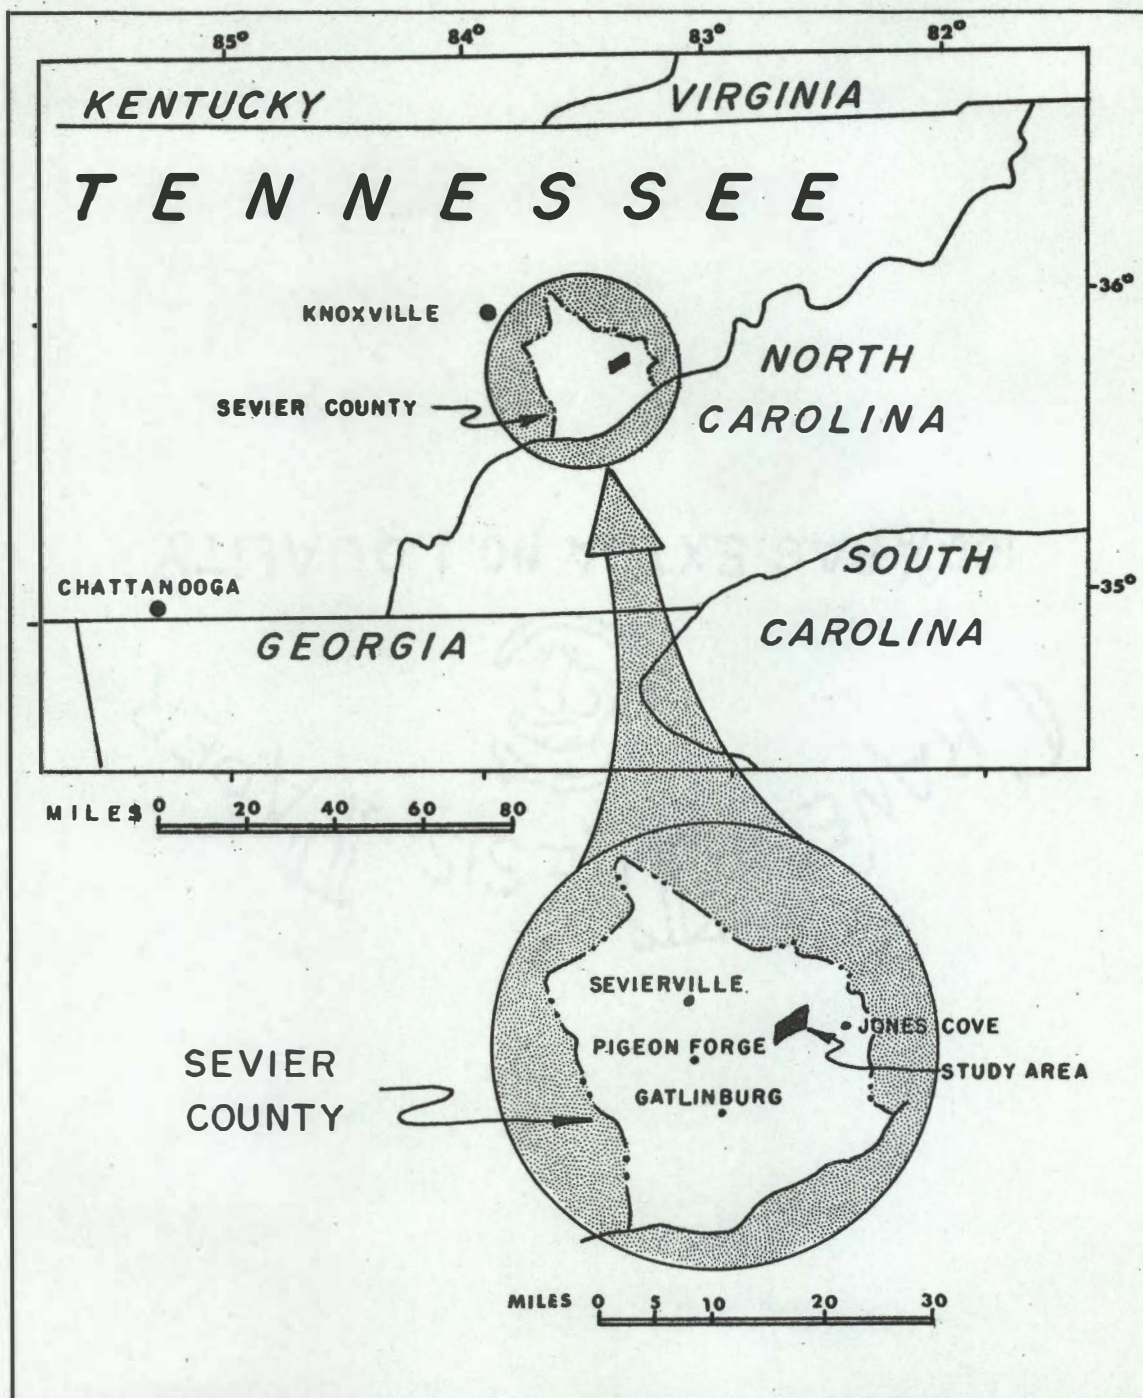 85° 84° 83° 82°
KENTUCKY VIRGINIA
TENNESSEE
36°
KNOXVILLE
NORTH
SEVIER COUNTY
CAROLINA
SOUTH
CHATTANOOGA
35°
GEORGIA
CAROLINA
MILES 0 20 40 60 80
SEVIERVILLE
JONES COVE
PIGEON FORGE
SEVIER
STUDY AREA
GATLINBURG
COUNTY
MILES 0 5 10 20 30